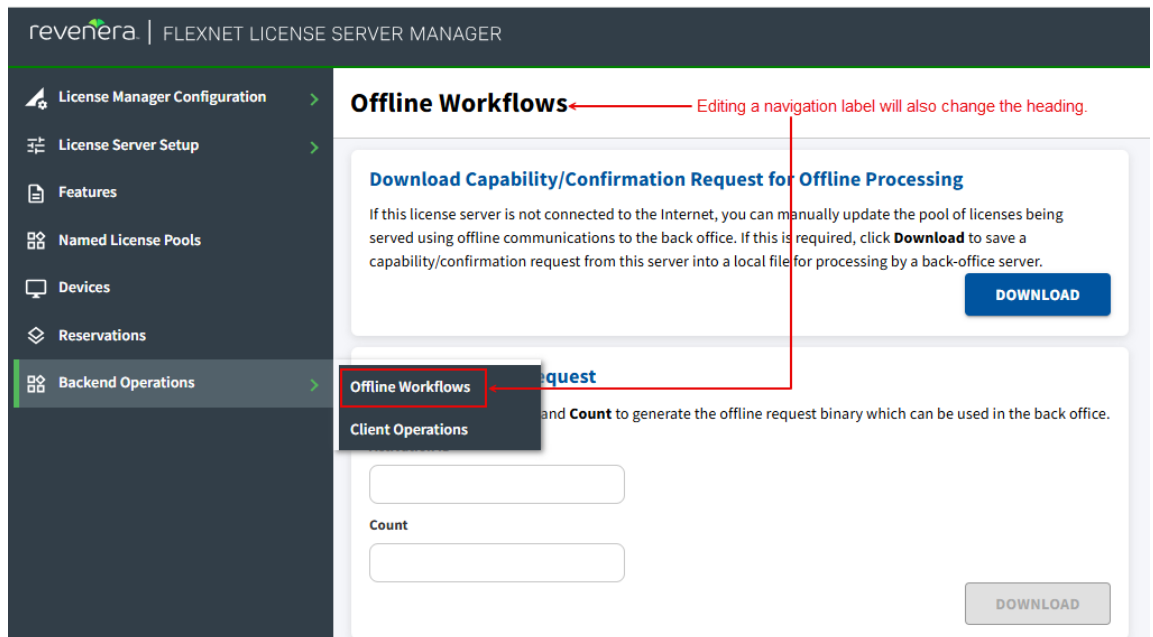 revenera. | FLEXNET LICENSE SERVER MANAGER
License Manager Configuration
License Server Setup
Features
Named License Pools
Devices
Reservations
Backend Operations
Offline Workflows
Client Operations
Offline Workflows
Editing a navigation label will also change the heading.
Download Capability/Confirmation Request for Offline Processing
If this license server is not connected to the Internet, you can manually update the pool of licenses being
served using offline communications to the back office. If this is required, click Download to save a
capability/confirmation request from this server into a local file for processing by a back-office server.
DOWNLOAD
equest
and Count to generate the offline request binary which can be used in the back office.
Count
DOWNLOAD